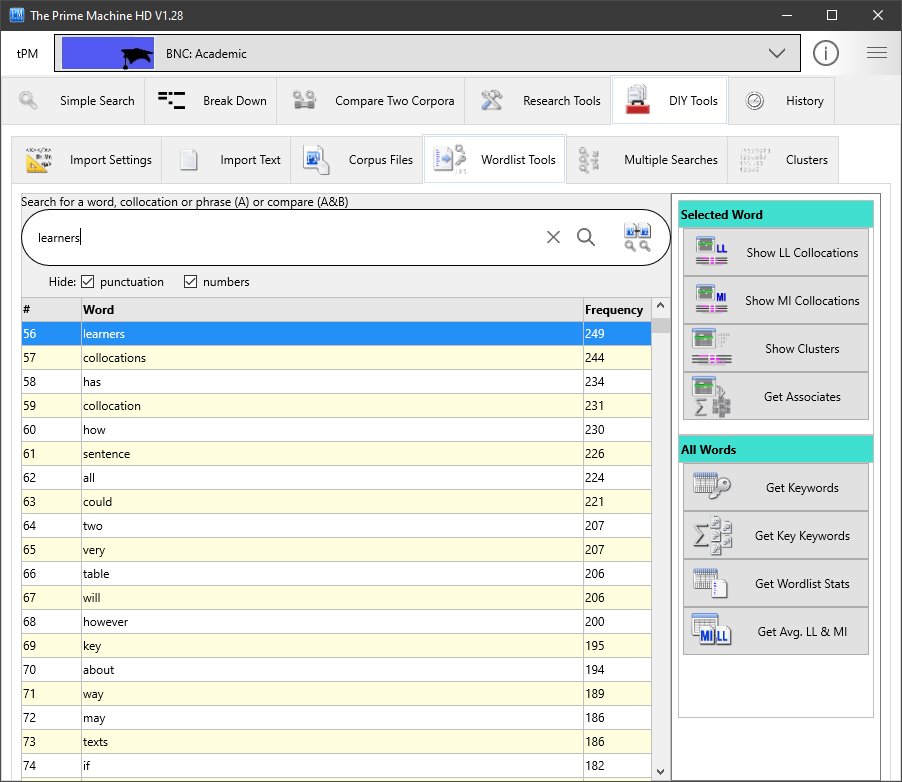 The Prime Machine HD V1.28
tPM
BNC: Academic
Simple Search
Break Down
Compare Two Corpora
Research Tools
DIY Tools
History
Import Settings
Import Text
Corpus Files
Wordlist Tools
Multiple Searches
Clusters
Search for a word, collocation or phrase (A) or compare (A&B)
learners
Hide: punctuation numbers
# Word Frequency
56 learners 249
57 collocations 244
58 has 234
59 collocation 231
60 how 230
61 sentence 226
62 all 224
63 could 221
64 two 207
65 very 207
66 table 206
67 will 206
68 however 200
69 key 195
70 about 194
71 way 189
72 may 186
73 texts 186
74 if 182
Selected Word
LL Show LL Collocations
MI Show MI Collocations
Show Clusters
Get Associates
All Words
Get Keywords
Get Key Keywords
Get Wordlist Stats
MI LL Get Avg. LL & MI